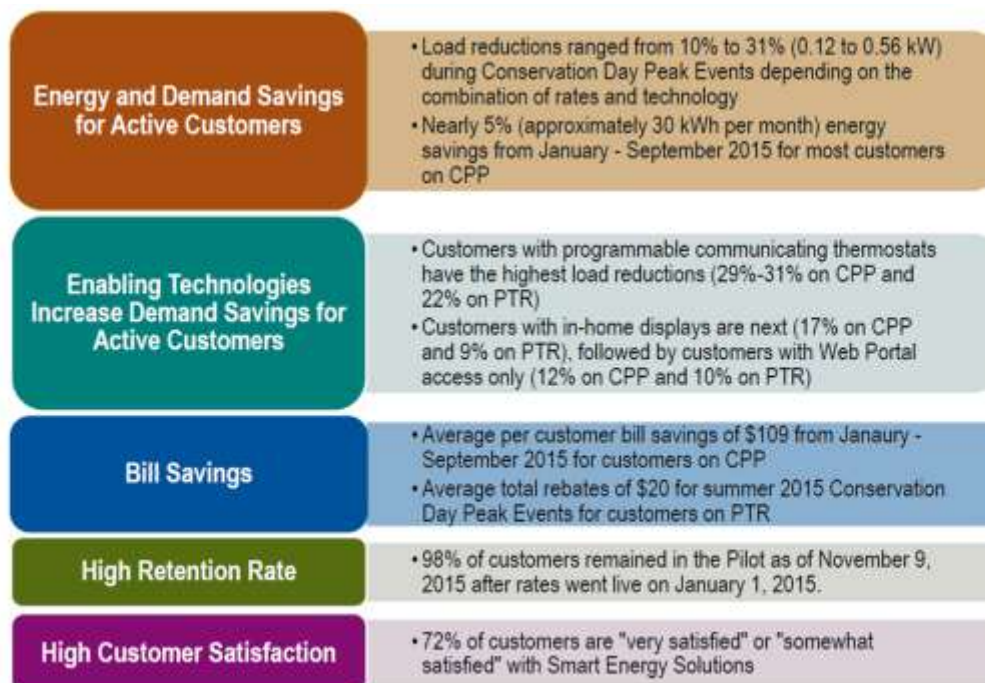 Energy and Demand Savings
for Active Customers
• Load reductions ranged from 10% to 31% (0.12 to 0.56 kW)
during Conservation Day Peak Events depending on the
combination of rates and technology
• Nearly 5% (approximately 30 kWh per month) energy
savings from January - September 2015 for most customers
on CPP
Enabling Technologies
Increase Demand Savings for
Active Customers
• Customers with programmable communicating thermostats
have the highest load reductions (29%-31% on CPP and
22% on PTR)
• Customers with in-home displays are next (17% on CPP
and 9% on PTR), followed by customers with Web Portal
access only (12% on CPP and 10% on PTR)
Bill Savings
• Average per customer bill savings of $109 from Janaury -
September 2015 for customers on CPP
• Average total rebates of $20 for summer 2015 Conservation
Day Peak Events for customers on PTR
High Retention Rate
• 98% of customers remained in the Pilot as of November 9,
2015 after rates went live on January 1, 2015.
High Customer Satisfaction
• 72% of customers are "very satisfied" or "somewhat
satisfied" with Smart Energy Solutions